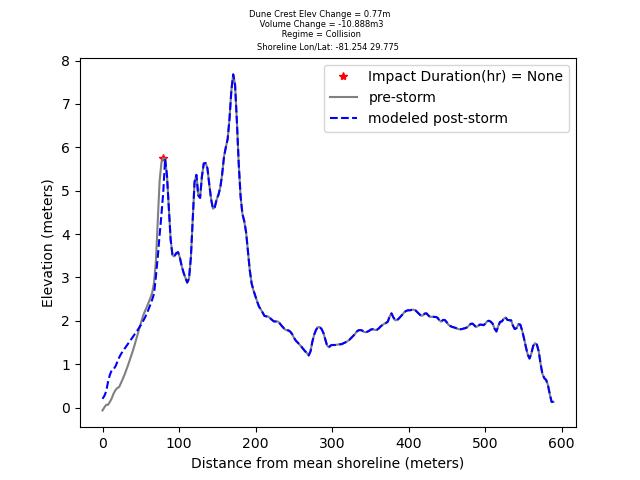 Dune Crest Elev Change = 0.77m
Volume Change = -10.888m3
Regime = Collision
Shoreline Lon/Lat: -81.254 29.775
Impact Duration(hr) = None
pre-storm
modeled post-storm
8
7
6
5
4
3
2
1
0
Elevation (meters)
0 100 200 300 400 500 600
Distance from mean shoreline (meters)